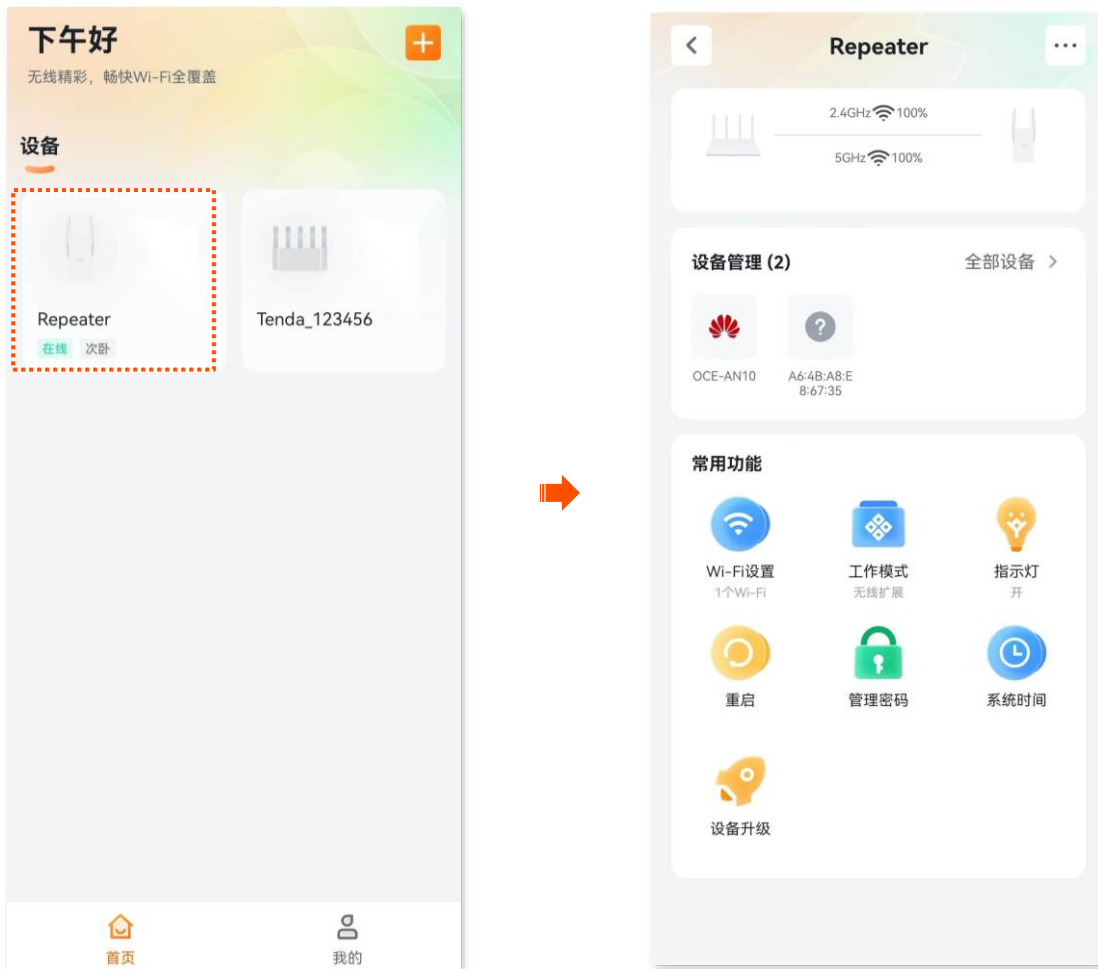 下午好
无线精彩，畅快Wi-Fi全覆盖
设备
Repeater
在线 次卧
Tenda_123456
首页
我的
Repeater
2.4GHz 100%
5GHz 100%
设备管理 (2)
全部设备
OCE-AN10
A6:4B:A8:E
8:67:35
常用功能
Wi-Fi设置
1个Wi-Fi
工作模式
无线扩展
指示灯
开
重启
管理密码
系统时间
设备升级